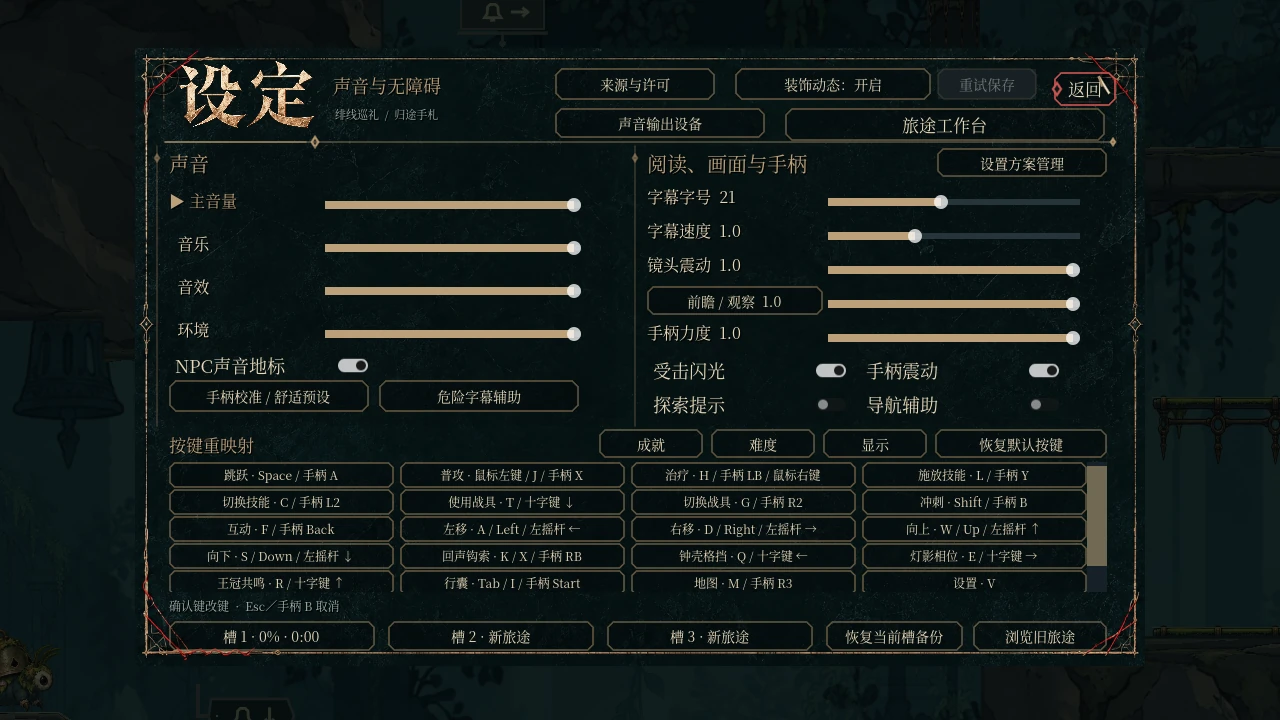 设定
声音与无障碍
绯线巡礼 / 归途手札
来源与许可
装饰动态：开启
重试保存
返回
声音输出设备
旅途工作台
声音
▶ 主音量
音乐
音效
环境
NPC声音地标
手柄校准 / 舒适预设
危险字幕辅助
阅读、画面与手柄
设置方案管理
字幕字号 21
字幕速度 1.0
镜头震动 1.0
前瞻 / 观察 1.0
手柄力度 1.0
受击闪光
手柄震动
探索提示
导航辅助
按键重映射
成就
难度
显示
恢复默认按键
跳跃 · Space / 手柄 A
普攻 · 鼠标左键 / J / 手柄 X
治疗 · H / 手柄 LB / 鼠标右键
施放技能 · L / 手柄 Y
切换技能 · C / 手柄 L2
使用战具 · T / 十字键 ↓
切换战具 · G / 手柄 R2
冲刺 · Shift / 手柄 B
互动 · F / 手柄 Back
左移 · A / Left / 左摇杆 ←
右移 · D / Right / 左摇杆 →
向上 · W / Up / 左摇杆 ↑
向下 · S / Down / 左摇杆 ↓
回声钩索 · K / X / 手柄 RB
钟壳格挡 · Q / 十字键 ←
灯影相位 · E / 十字键 →
王冠共鸣 · R / 十字键 ↑
行囊 · Tab / I / 手柄 Start
地图 · M / 手柄 R3
设置 · V
确认键改键 · Esc／手柄 B 取消
槽 1 · 0% · 0:00
槽 2 · 新旅途
槽 3 · 新旅途
恢复当前槽备份
浏览旧旅途